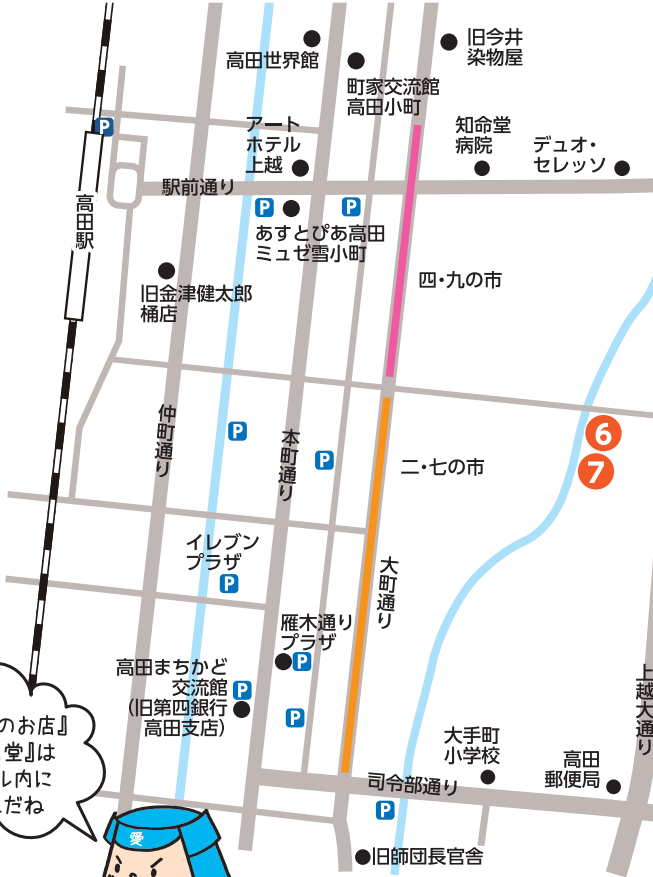 高田世界館
旧今井
染物屋
町家交流館
高田小町
アート
ホテル
上越
知命堂
病院
デュオ・
セレッソ
P
駅前通り
高田駅
P
P
あすとぴあ高田
ミュゼ雪小町
四・九の市
旧金津健太郎
桶店
仲町通り
本町通り
P
P
二・七の市
6
7
イレブン
プラザ
P
大町通り
雁木通り
プラザ
P
高田まちかど
交流館
(旧第四銀行
高田支店)
P
P
上越大通り
大手町
小学校
高田
郵便局
司令部通り
P
旧師団長官舎
のお店』
堂』は
ル内に
だね
愛